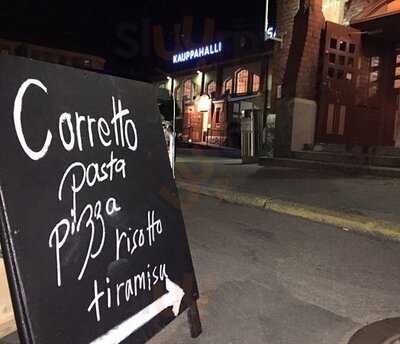 KAUPPAHALLI
Corretto
pasta
pizza
risotto
tiramisu